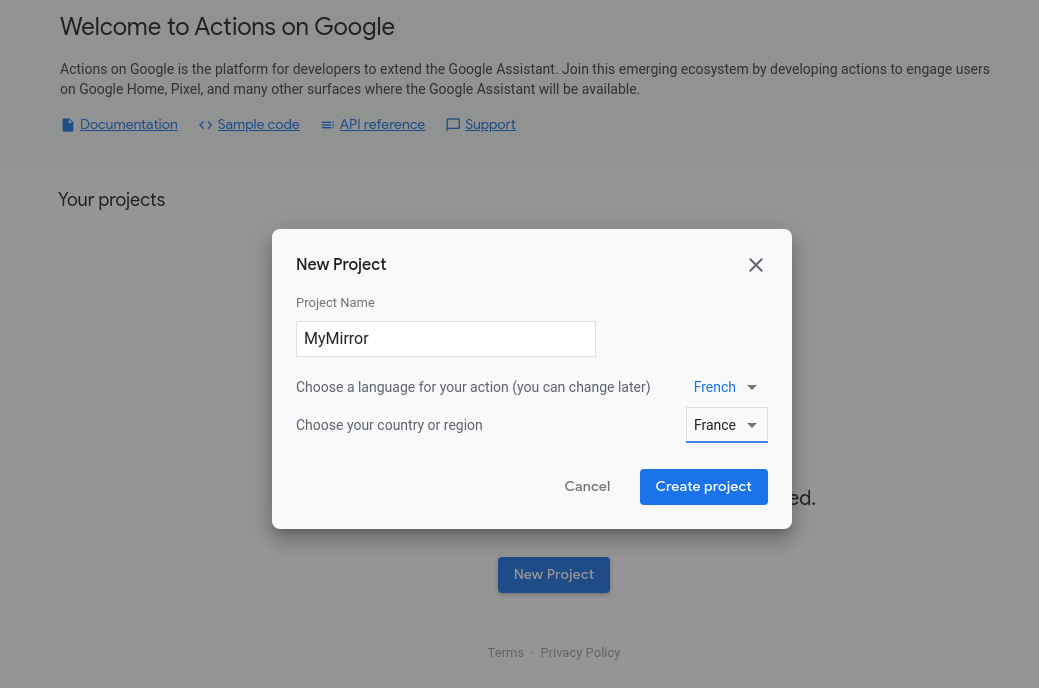 Welcome to Actions on Google
Actions on Google is the platform for developers to extend the Google Assistant. Join this emerging ecosystem by developing actions to engage users
on Google Home, Pixel, and many other surfaces where the Google Assistant will be available.
Documentation Sample code API reference Support
Your projects
New Project
Project Name
MyMirror
Choose a language for your action (you can change later) French
Choose your country or region France
Cancel Create project
New Project
Terms · Privacy Policy